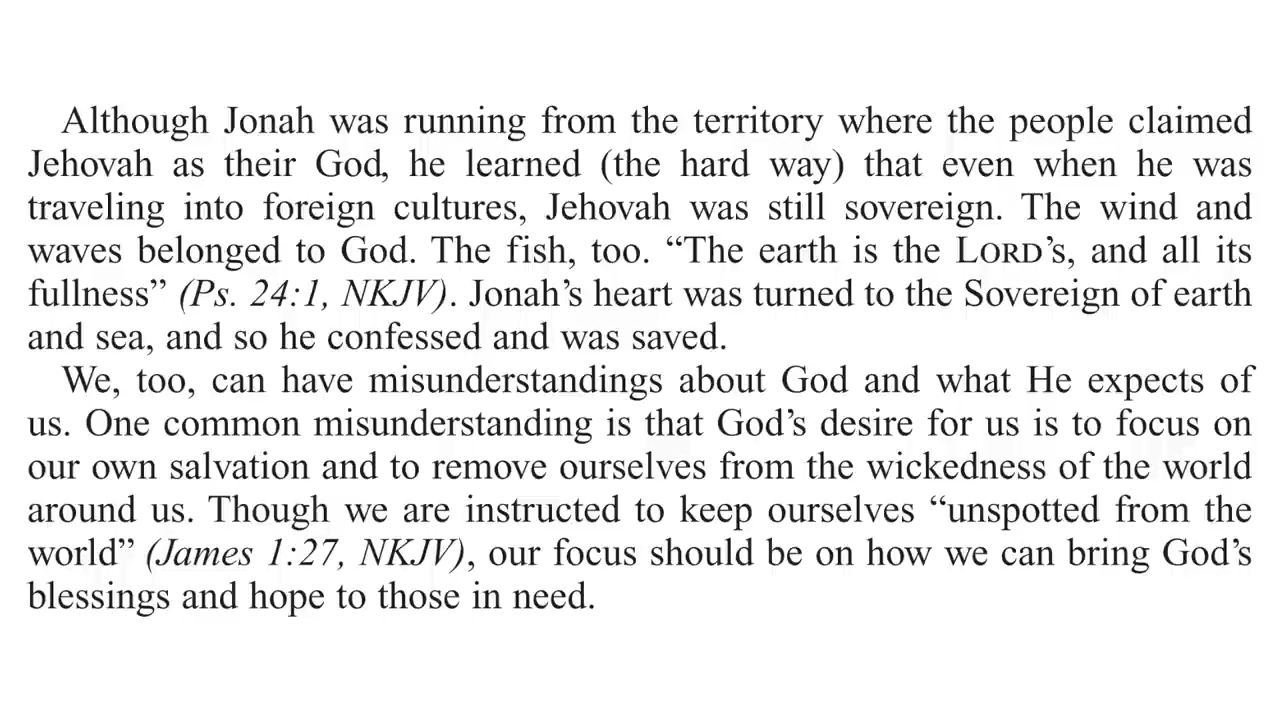 Although Jonah was running from the territory where the people claimed
Jehovah as their God, he learned (the hard way) that even when he was
traveling into foreign cultures, Jehovah was still sovereign. The wind and
waves belonged to God. The fish, too. “The earth is the LORD’s, and all its
fullness” (Ps. 24:1, NKJV). Jonah’s heart was turned to the Sovereign of earth
and sea, and so he confessed and was saved.
We, too, can have misunderstandings about God and what He expects of
us. One common misunderstanding is that God’s desire for us is to focus on
our own salvation and to remove ourselves from the wickedness of the world
around us. Though we are instructed to keep ourselves “unspotted from the
world” (James 1:27, NKJV), our focus should be on how we can bring God’s
blessings and hope to those in need.